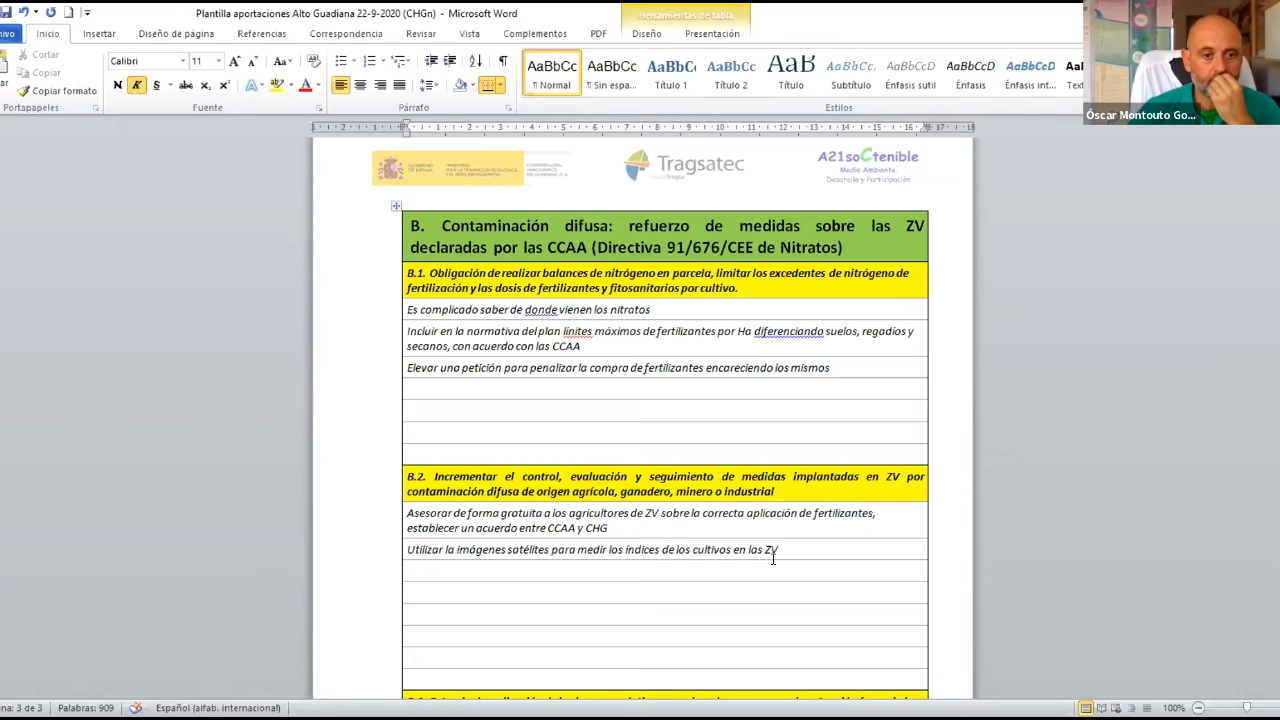 Plantilla aportaciones Alto Guadiana 22-9-2020 (CHGn) - Microsoft Word
Herramientas de tabla
Inicio Insertar Diseño de página Referencias Correspondencia Revisar Vista Complementos PDF Diseño Presentación
Cortar
Copiar
Copiar formato
Portapapeles
Calibri 11
Fuente
Párrafo
AaBbCc AaBbCc AaBbCc AaBbCc AaB AaBbCc. AaBbCcD AaBbCcD AaBbCcD
¶ Normal ¶ Sin espa... Título 1 Título 2 Título Subtítulo Énfasis sutil Énfasis Énfasis int...
Estilos
Óscar Montouto Go...
Tragsatec
A21soCtenible
Medio Ambiente,
Desarrollo y Participación
B. Contaminación difusa: refuerzo de medidas sobre las ZV
declaradas por las CCAA (Directiva 91/676/CEE de Nitratos)
B.1. Obligación de realizar balances de nitrógeno en parcela, limitar los excedentes de nitrógeno de
fertilización y las dosis de fertilizantes y fitosanitarios por cultivo.
Es complicado saber de donde vienen los nitratos
Incluir en la normativa del plan línites máximos de fertilizantes por Ha diferenciando suelos, regadíos y
secanos, con acuerdo con las CCAA
Elevar una petición para penalizar la compra de fertilizantes encareciendo los mismos
B.2. Incrementar el control, evaluación y seguimiento de medidas implantadas en ZV por
contaminación difusa de origen agrícola, ganadero, minero o industrial
Asesorar de forma gratuita a los agricultores de ZV sobre la correcta aplicación de fertilizantes,
establecer un acuerdo entre CCAA y CHG
Utilizar la imágenes satélites para medir los índices de los cultivos en las ZV
ina: 3 de 3 Palabras: 909 Español (alfab. internacional) 100%